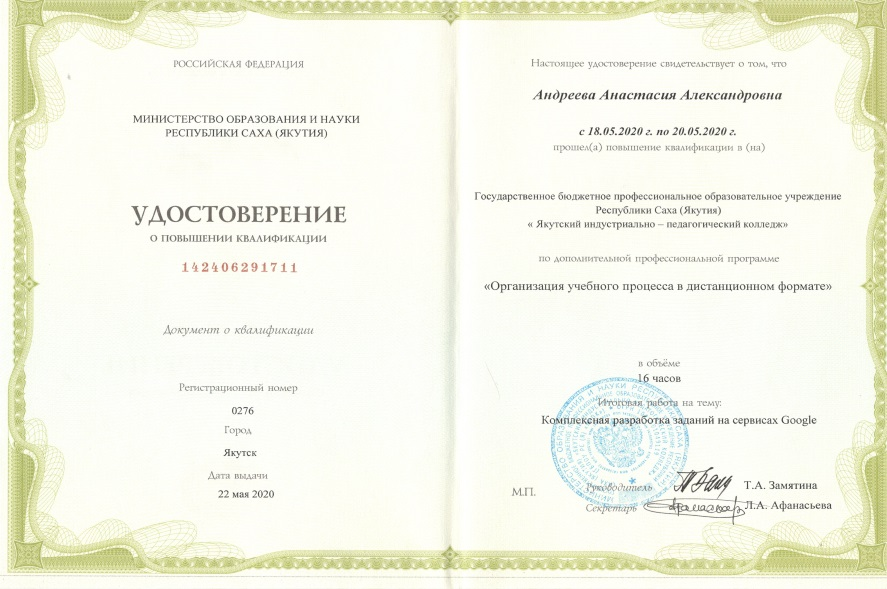 РОССИЙСКАЯ ФЕДЕРАЦИЯ
МИНИСТЕРСТВО ОБРАЗОВАНИЯ И НАУКИ
РЕСПУБЛИКИ САХА (ЯКУТИЯ)
УДОСТОВЕРЕНИЕ
О ПОВЫШЕНИИ КВАЛИФИКАЦИИ
142406291711
Документ о квалификации
Регистрационный номер
0276
Город
Якутск
Дата выдачи
22 мая 2020
Настоящее удостоверение свидетельствует о том, что
Андреева Анастасия Александровна
с 18.05.2020 г. по 20.05.2020 г.
прошел(а) повышение квалификации в (на)
Государственное бюджетное профессиональное образовательное учреждение
Республики Саха (Якутия)
« Якутский индустриально – педагогический колледж»
по дополнительной профессиональной программе
«Организация учебного процесса в дистанционном формате»
в объёме
16 часов
Итоговая работа на тему:
Комплексная разработка заданий на сервисах Google
М.П.
Руководитель Т.А. Замятина
Секретарь Л.А. Афанасьева